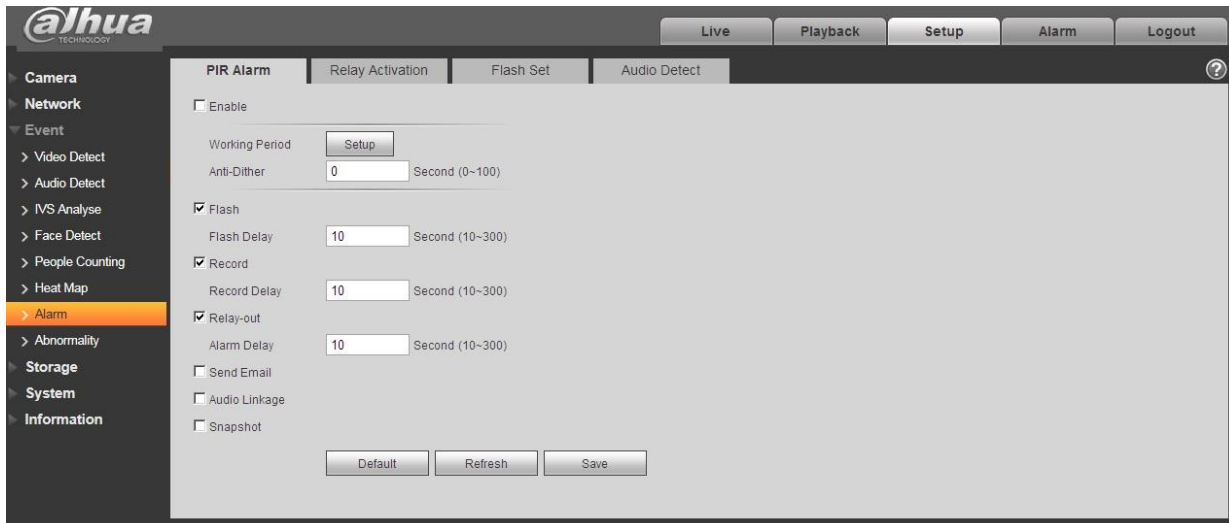 alhua
TECHNOLOGY
Live Playback Setup Alarm Logout
Camera
Network
Event
> Video Detect
> Audio Detect
> IVS Analyse
> Face Detect
> People Counting
> Heat Map
> Alarm
> Abnormality
Storage
System
Information
PIR Alarm Relay Activation Flash Set Audio Detect
?
Enable
Working Period Setup
Anti-Dither 0 Second (0~100)
Flash
Flash Delay 10 Second (10~300)
Record
Record Delay 10 Second (10~300)
Relay-out
Alarm Delay 10 Second (10~300)
Send Email
Audio Linkage
Snapshot
Default Refresh Save